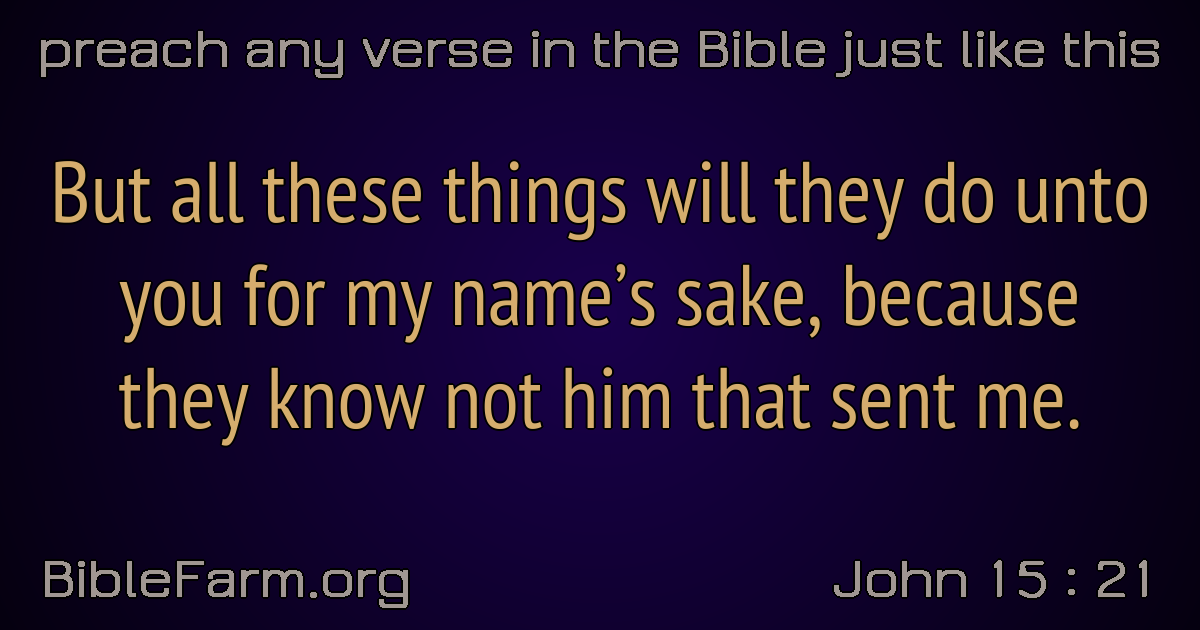 preach any verse in the Bible just like this
But all these things will they do unto
you for my name’s sake, because
they know not him that sent me.
BibleFarm.org
John 15 : 21